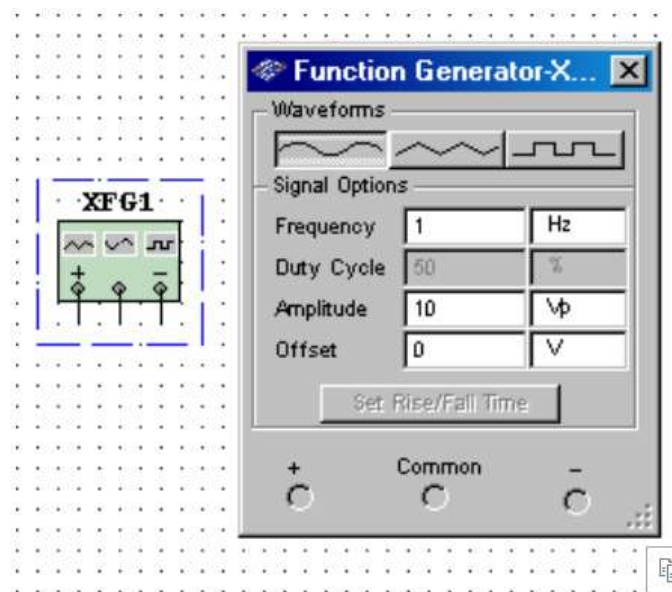 Function Generator-X...
Waveforms
Signal Options
XFG1
Frequency 1 Hz
Duty Cycle 50 %
Amplitude 10 Vp
Offset 0 V
Set Rise/Fall Time
+ Common -
+ -